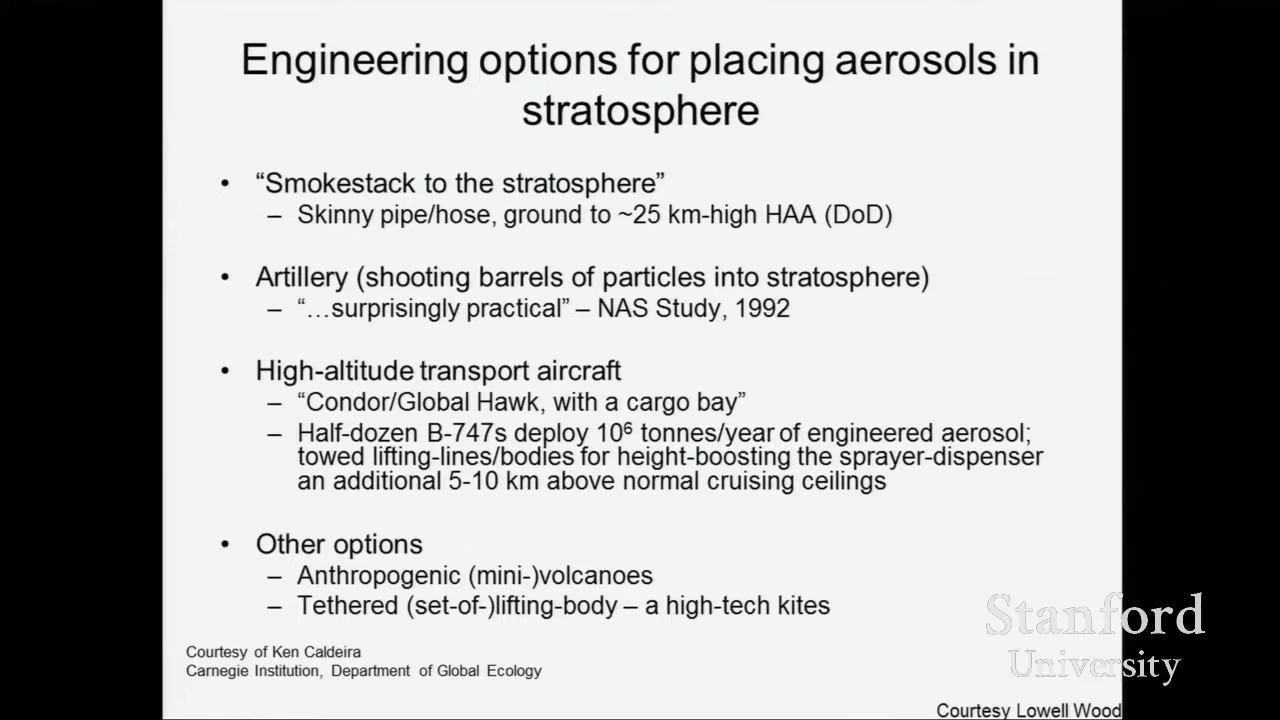 Engineering options for placing aerosols in
stratosphere
• “Smokestack to the stratosphere”
– Skinny pipe/hose, ground to ~25 km-high HAA (DoD)
• Artillery (shooting barrels of particles into stratosphere)
– “…surprisingly practical” – NAS Study, 1992
• High-altitude transport aircraft
– “Condor/Global Hawk, with a cargo bay”
– Half-dozen B-747s deploy 10⁶ tonnes/year of engineered aerosol;
towed lifting-lines/bodies for height-boosting the sprayer-dispenser
an additional 5-10 km above normal cruising ceilings
• Other options
– Anthropogenic (mini-)volcanoes
– Tethered (set-of-)lifting-body – a high-tech kites
Courtesy of Ken Caldeira
Carnegie Institution, Department of Global Ecology
Stanford
University
Courtesy Lowell Wood